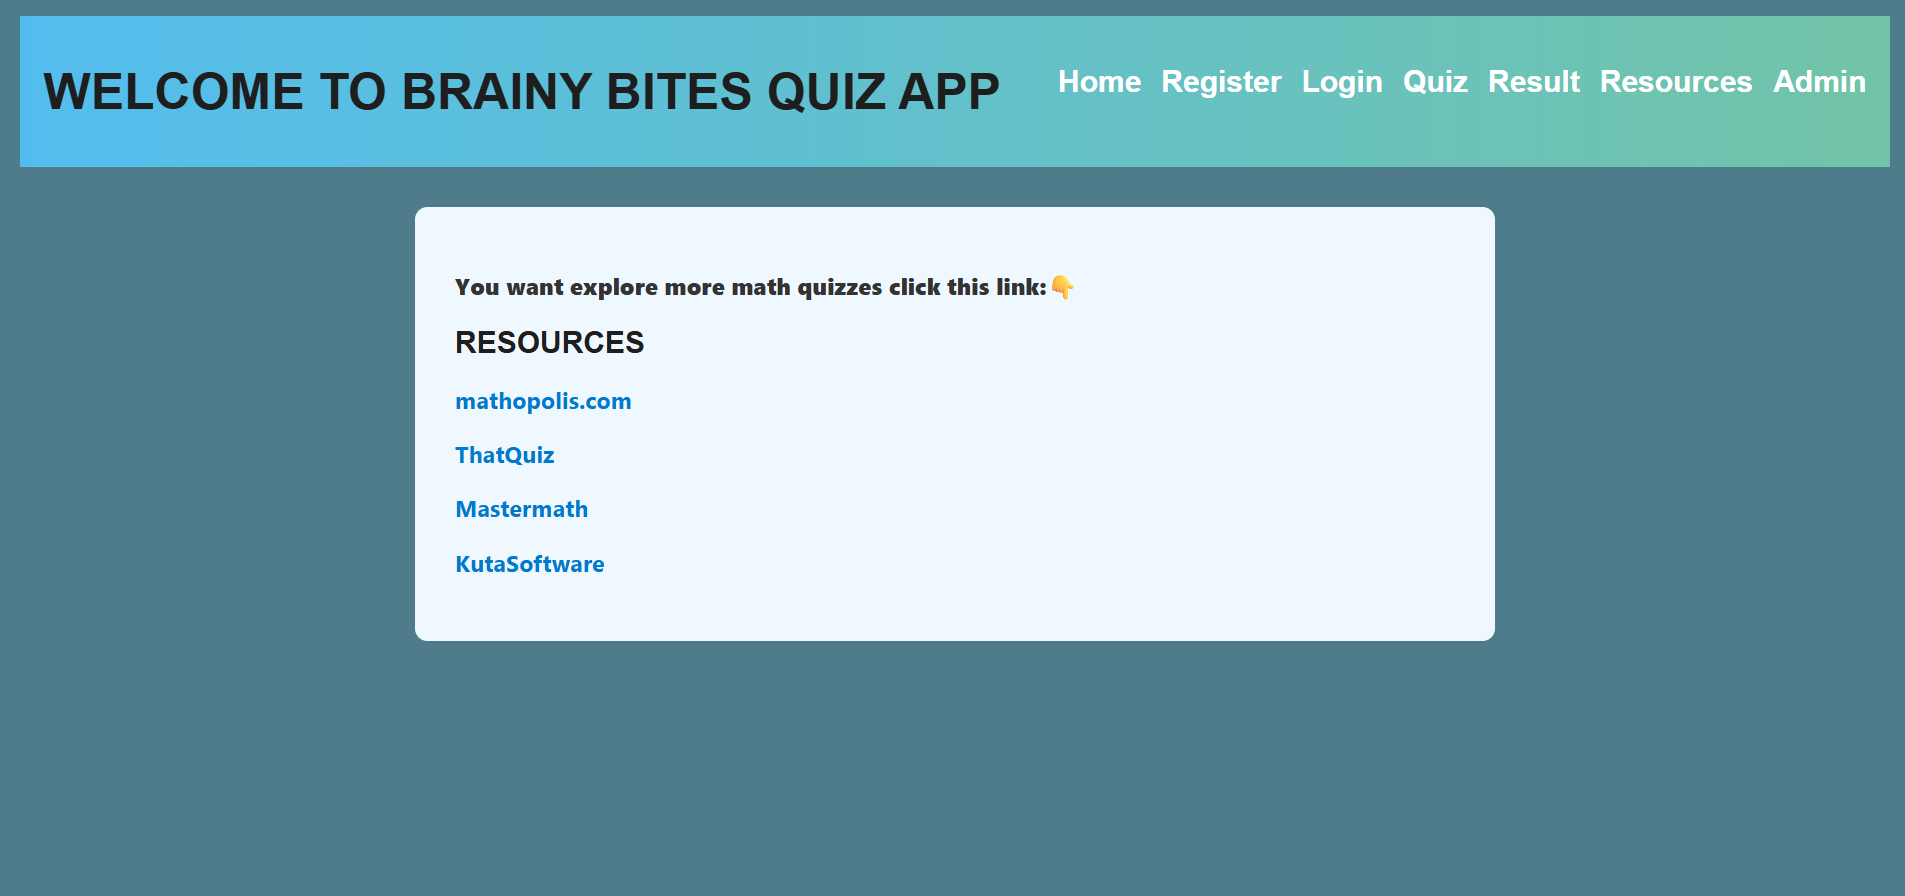 WELCOME TO BRAINY BITES QUIZ APP
Home Register Login Quiz Result Resources Admin
You want explore more math quizzes click this link:👇
RESOURCES
mathopolis.com
ThatQuiz
Mastermath
KutaSoftware